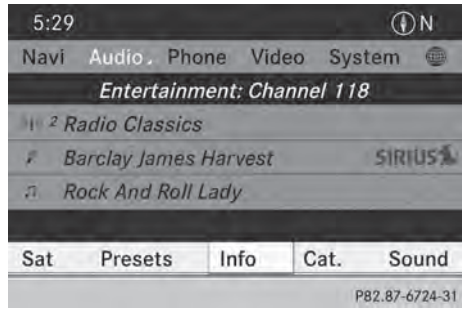 5:29 N
Navi Audio Phone Video System
Entertainment: Channel 118
2 Radio Classics
Barclay James Harvest SIRIUS
Rock And Roll Lady
Sat Presets Info Cat. Sound
P82.87-6724-31